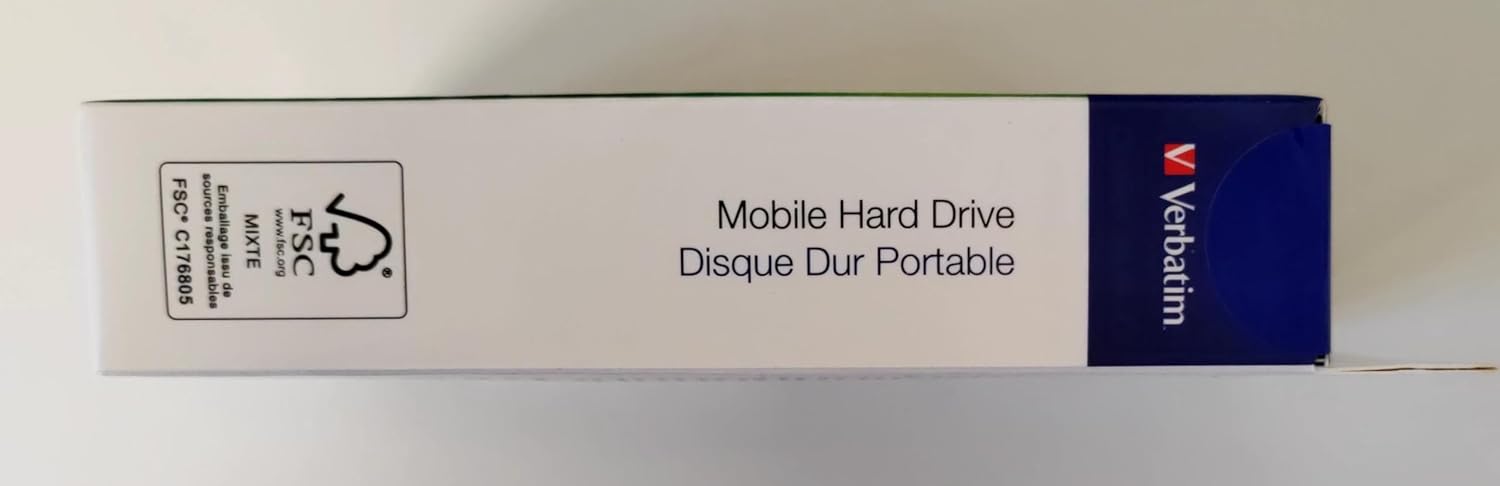 FSC®
www.fsc.org
MIXTE
Emballage issu de
sources responsables
FSC® C176805
Mobile Hard Drive
Disque Dur Portable
Verbatim